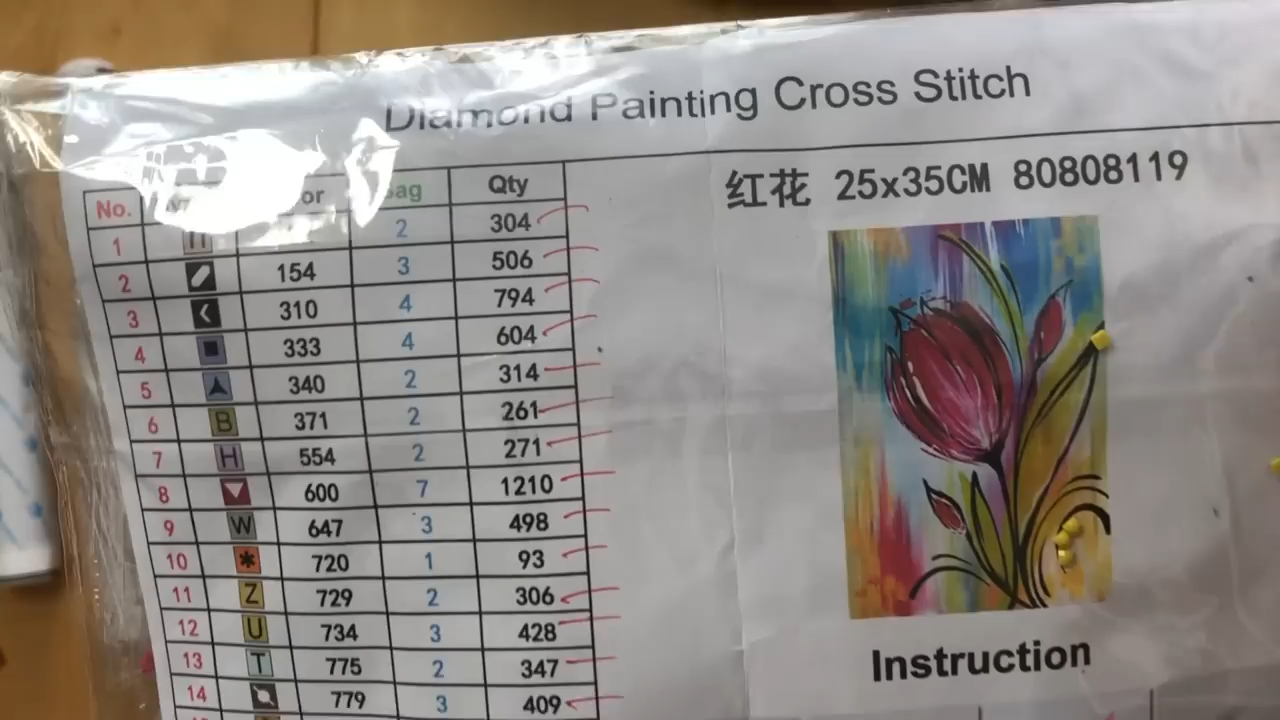 Diamond Painting Cross Stitch
红花 25x35CM 80808119
No. Qty
1 2 304
2 154 3 506
3 310 4 794
4 333 4 604
5 340 2 314
6 B 371 2 261
7 H 554 2 271
8 600 7 1210
9 W 647 3 498
10 * 720 1 93
11 Z 729 2 306
12 U 734 3 428
13 T 775 2 347
14 779 3 409
Instruction